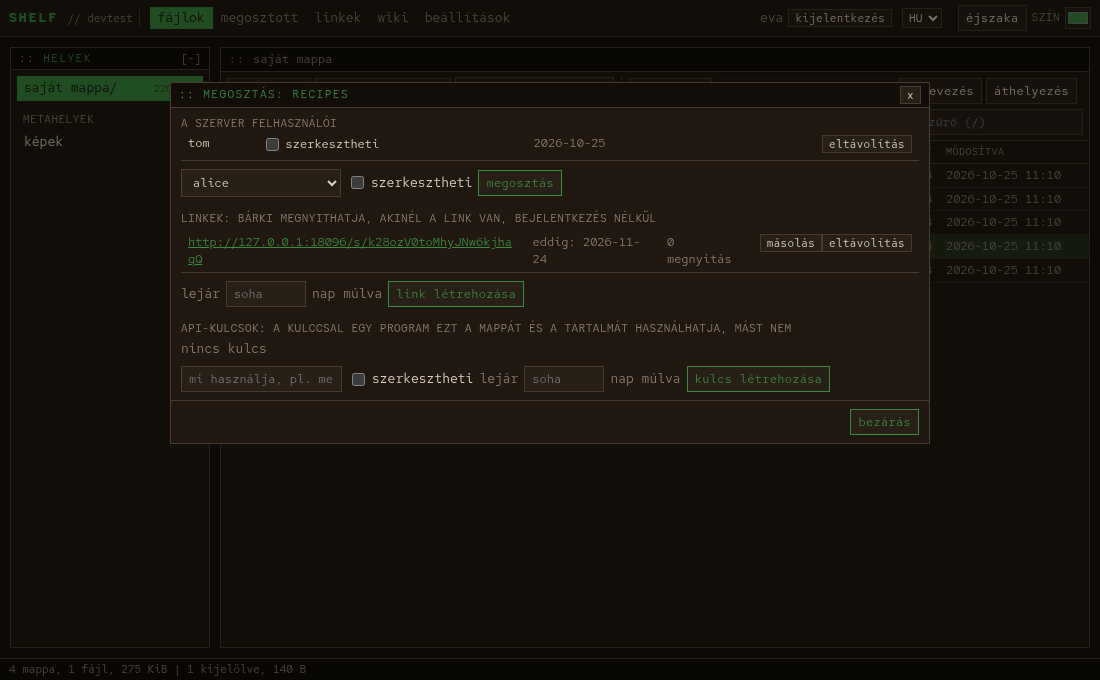 SHELF // devtest fájlok megosztott linkek wiki beállítások eva kijelentkezés HU éjszaka SZÍN
:: HELYEK [-]
saját mappa/
METAHELYEK
képek
:: saját mappa
áthelyezés
MÓDOSÍTVA
2026-10-25 11:10
2026-10-25 11:10
2026-10-25 11:10
2026-10-25 11:10
2026-10-25 11:10
:: MEGOSZTÁS: RECIPES x
A SZERVER FELHASZNÁLÓI
tom szerkesztheti 2026-10-25 eltávolítás
alice szerkesztheti megosztás
LINKEK: BÁRKI MEGNYITHATJA, AKINÉL A LINK VAN, BEJELENTKEZÉS NÉLKÜL
http://127.0.0.1:18096/s/k28ozV0toMhyJNw6kjha eddig: 2026-11- 0 másolás eltávolítás
qQ 24 megnyitás
lejár soha nap múlva link létrehozása
API-KULCSOK: A KULCCSAL EGY PROGRAM EZT A MAPPÁT ÉS A TARTALMÁT HASZNÁLHATJA, MÁST NEM
nincs kulcs
mi használja, pl. me szerkesztheti lejár soha nap múlva kulcs létrehozása
bezárás
4 mappa, 1 fájl, 275 KiB | 1 kijelölve, 140 B